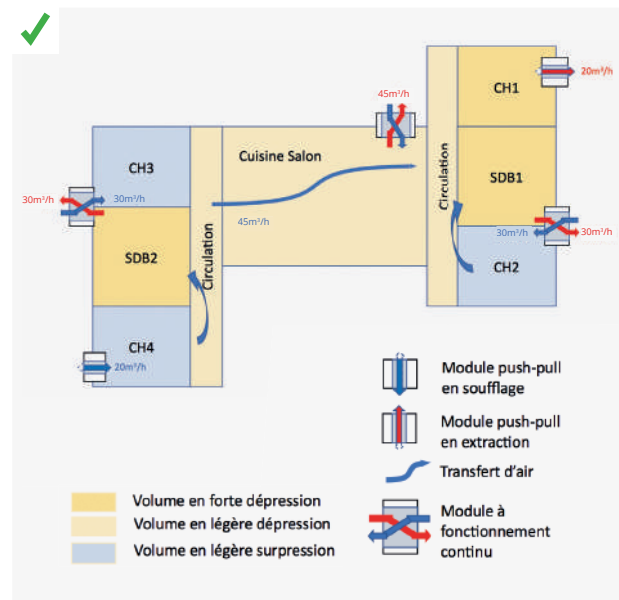 CH1
20m³/h
45m³/h
Cuisine Salon
CH3
Circulation
SDB1
30m³/h
30m³/h
45m³/h
30m³/h
30m³/h
SDB2
Circulation
CH2
CH4
20m³/h
Module push-pull
en soufflage
Module push-pull
en extraction
Transfert d'air
Volume en forte dépression
Volume en légère dépression
Volume en légère surpression
Module à
fonctionnement
continu